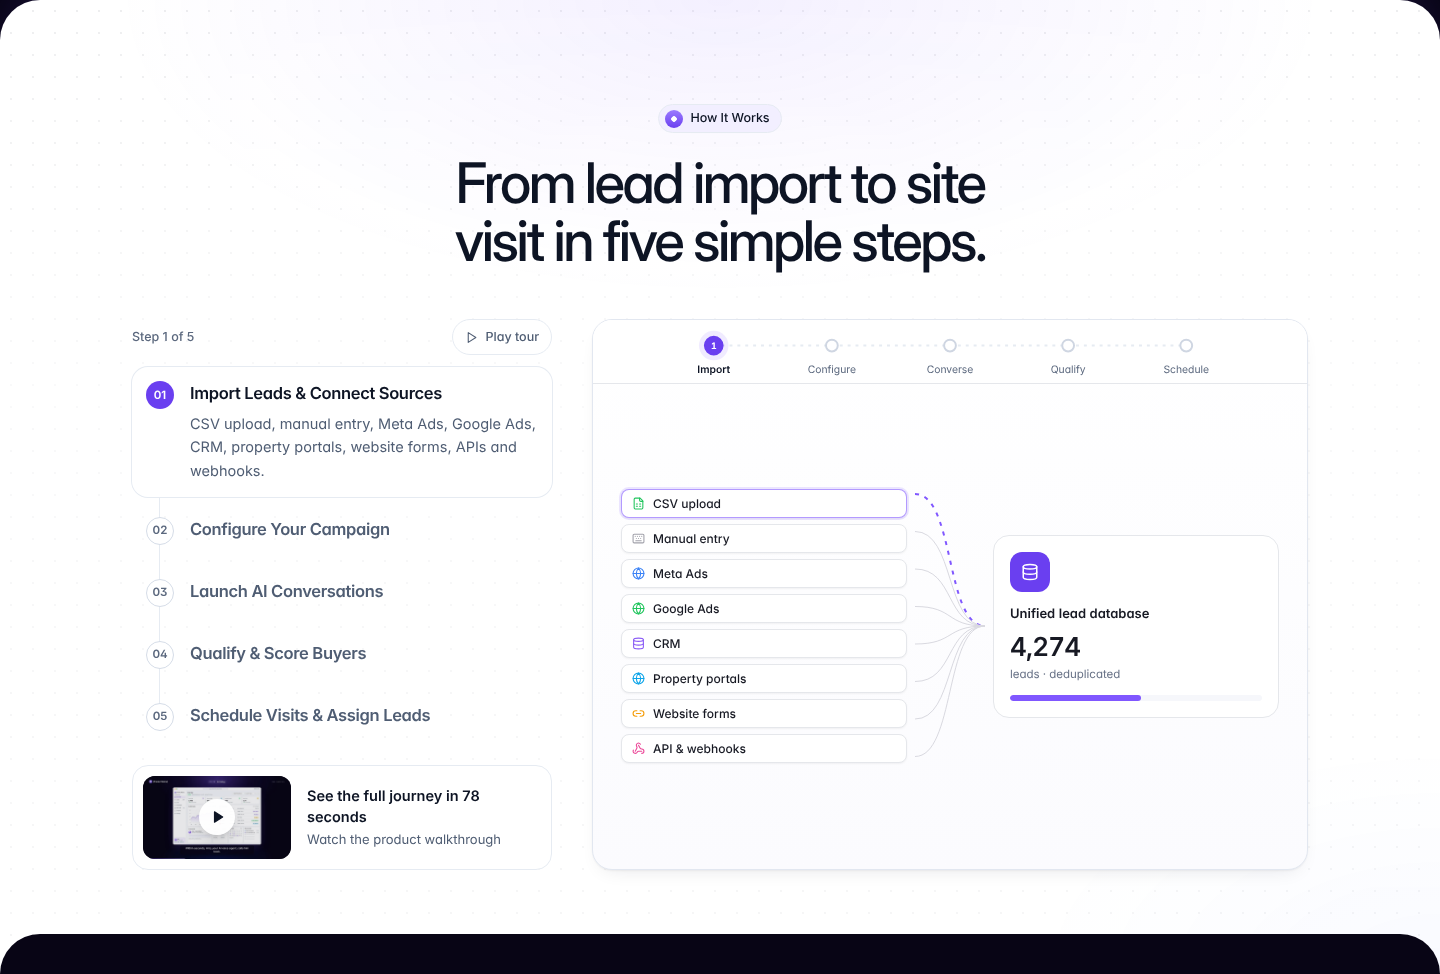 How It Works
From lead import to site
visit in five simple steps.
Step 1 of 5
Play tour
01
Import Leads & Connect Sources
CSV upload, manual entry, Meta Ads, Google Ads,
CRM, property portals, website forms, APIs and
webhooks.
02
Configure Your Campaign
03
Launch AI Conversations
04
Qualify & Score Buyers
05
Schedule Visits & Assign Leads
See the full journey in 78
seconds
Watch the product walkthrough
1
Import
Configure
Converse
Qualify
Schedule
CSV upload
Manual entry
Meta Ads
Google Ads
CRM
Property portals
Website forms
API & webhooks
Unified lead database
4,274
leads · deduplicated